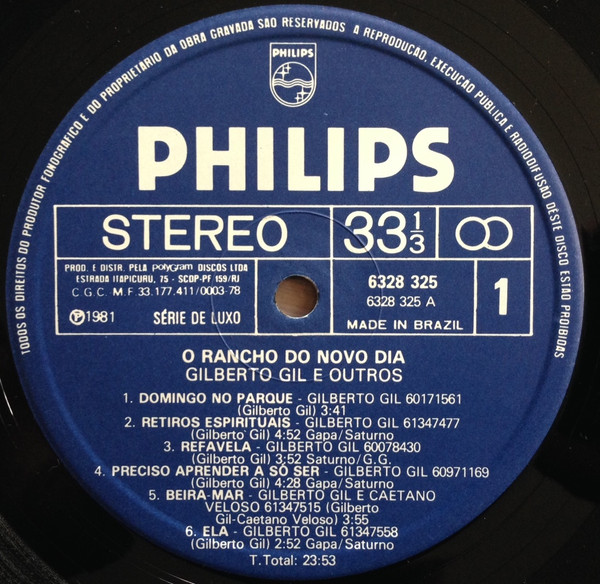 TODOS OS DIREITOS DO PRODUTOR FONOGRÁFICO E DO PROPRIETÁRIO DA OBRA GRAVADA SÃO RESERVADOS A REPRODUÇÃO, EXECUÇÃO PÚBLICA E RADIODIFUSÃO DESTE DISCO ESTÃO PROIBIDAS
PHILIPS
PHILIPS
STEREO
33 1/3
PROD. E DISTR. PELA polyGram DISCOS LTDA
ESTRADA ITAPICURU, 75 - SCDP-PF 159/RJ
C.G.C. M.F. 33.177.411/0003-78
℗1981 SÉRIE DE LUXO
6328 325
6328 325 A
MADE IN BRAZIL
1
O RANCHO DO NOVO DIA
GILBERTO GIL E OUTROS
1. DOMINGO NO PARQUE - GILBERTO GIL 60171561
(Gilberto Gil) 3:41
2. RETIROS ESPIRITUAIS - GILBERTO GIL 61347477
(Gilberto Gil) 4:52 Gapa/Saturno
3. REFAVELA - GILBERTO GIL 60078430
(Gilberto Gil) 3:52 Saturno/G.G.
4. PRECISO APRENDER A SÓ SER - GILBERTO GIL 60971169
(Gilberto Gil) 4:28 Gapa/Saturno
5. BEIRA-MAR - GILBERTO GIL E CAETANO
VELOSO 61347515 (Gilberto
Gil-Caetano Veloso) 3:55
6. ELA - GILBERTO GIL 61347558
(Gilberto Gil) 2:52 Gapa/Saturno
T.Total: 23:53